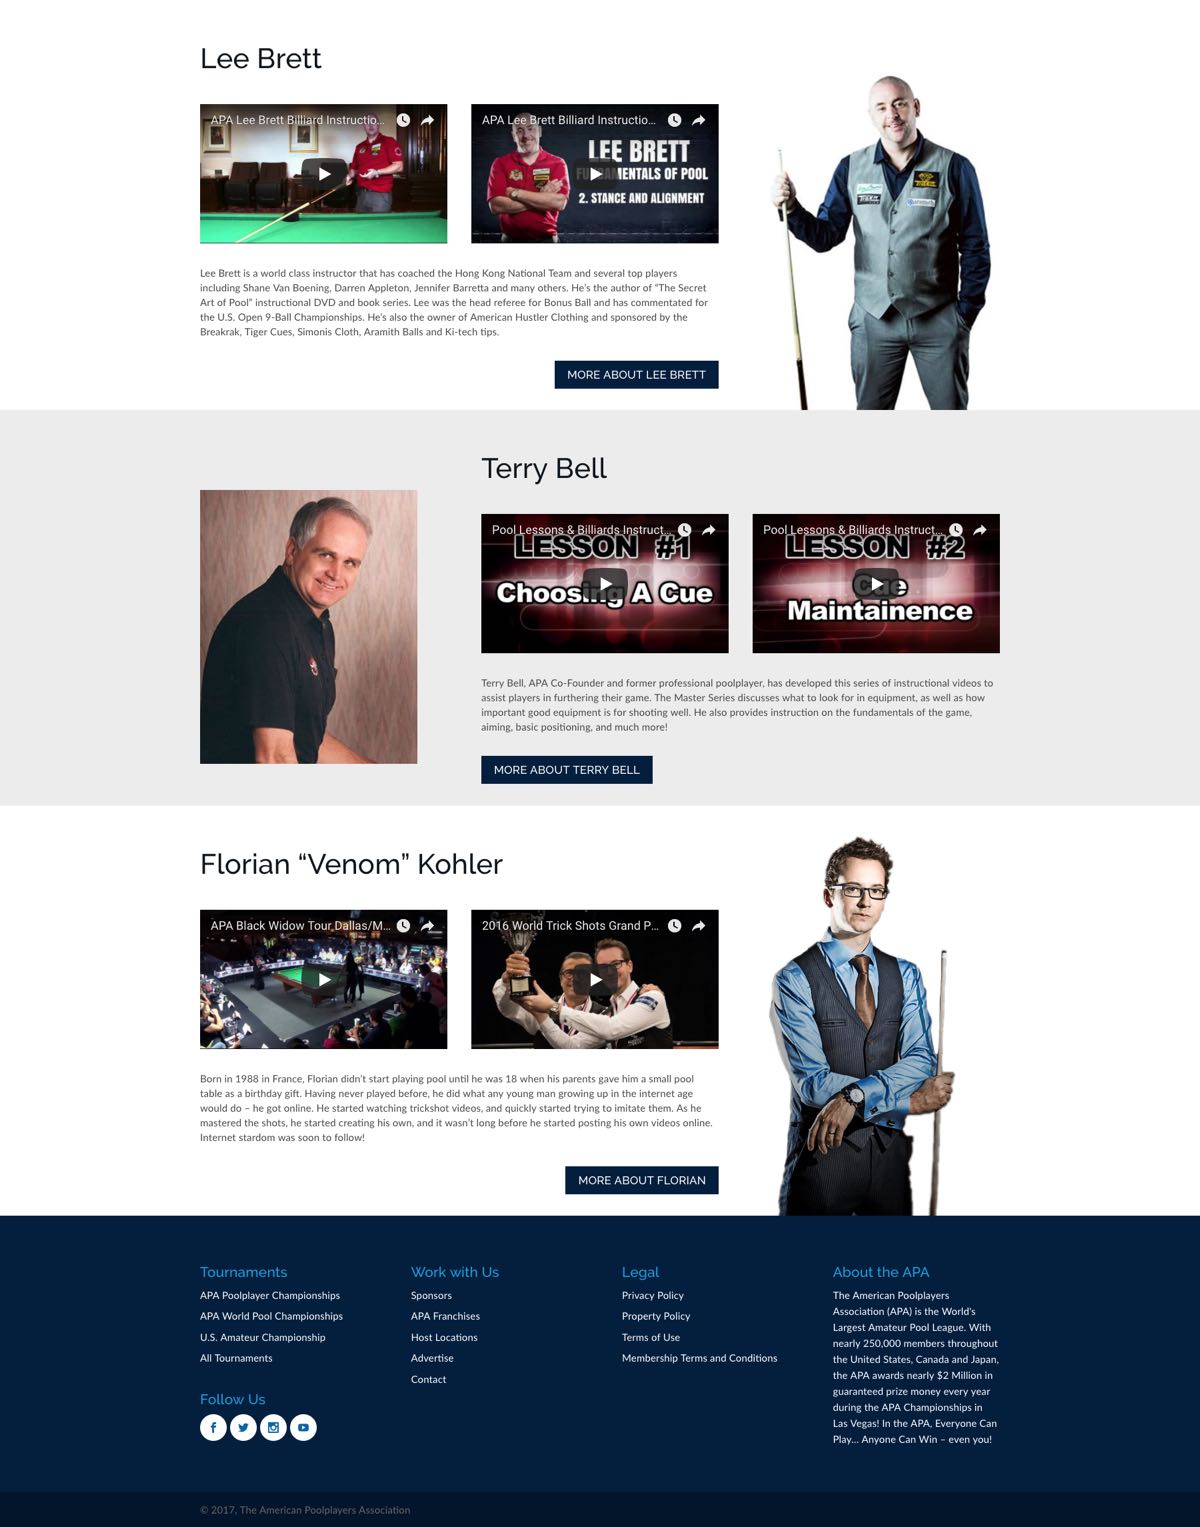 Lee Brett
APA Lee Brett Billiard Instructio...
APA Lee Brett Billiard Instructio...
LEE BRETT
OF POOL
2. STANCE AND ALIGNMENT
Lee Brett is a world class instructor that has coached the Hong Kong National Team and several top players
including Shane Van Boening, Darren Appleton, Jennifer Barretta and many others. He’s the author of “The Secret
Art of Pool” instructional DVD and book series. Lee was the head referee for Bonus Ball and has commentated for
the U.S. Open 9-Ball Championships. He’s also the owner of American Hustler Clothing and sponsored by the
Breakrak, Tiger Cues, Simonis Cloth, Aramith Balls and Ki-tech tips.
MORE ABOUT LEE BRETT
Terry Bell
Pool Lessons & Billiards Instruct...
LESSON #1
Choosing A Cue
Pool Lessons & Billiards Instruct...
LESSON #2
Cue
Maintainence
Terry Bell, APA Co-Founder and former professional poolplayer, has developed this series of instructional videos to
assist players in furthering their game. The Master Series discusses what to look for in equipment, as well as how
important good equipment is for shooting well. He also provides instruction on the fundamentals of the game,
aiming, basic positioning, and much more!
MORE ABOUT TERRY BELL
Florian “Venom” Kohler
APA Black Widow Tour Dallas/M...
2016 World Trick Shots Grand P...
Born in 1988 in France, Florian didn’t start playing pool until he was 18 when his parents gave him a small pool
table as a birthday gift. Having never played before, he did what any young man growing up in the internet age
would do – he got online. He started watching trickshot videos, and quickly started trying to imitate them. As he
mastered the shots, he started creating his own, and it wasn’t long before he started posting his own videos online.
Internet stardom was soon to follow!
MORE ABOUT FLORIAN
Tournaments
APA Poolplayer Championships
APA World Pool Championships
U.S. Amateur Championship
All Tournaments
Follow Us
Work with Us
Sponsors
APA Franchises
Host Locations
Advertise
Contact
Legal
Privacy Policy
Property Policy
Terms of Use
Membership Terms and Conditions
About the APA
The American Poolplayers
Association (APA) is the World's
Largest Amateur Pool League. With
nearly 250,000 members throughout
the United States, Canada and Japan,
the APA awards nearly $2 Million in
guaranteed prize money every year
during the APA Championships in
Las Vegas! In the APA, Everyone Can
Play... Anyone Can Win – even you!
© 2017, The American Poolplayers Association